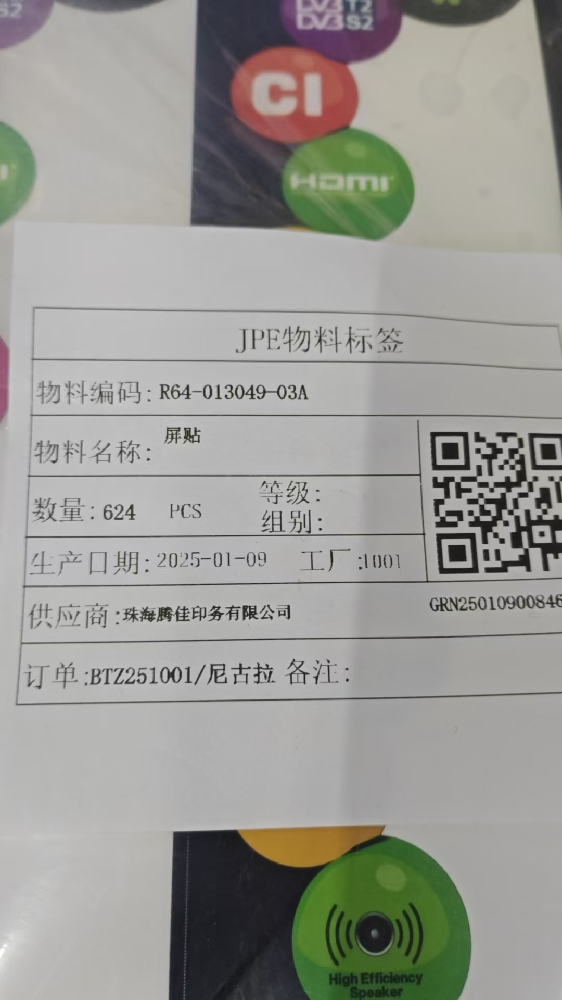 S2
DVB T2
DVB S2
CI
HDMI
JPE物料标签
物料编码: R64-013049-03A
物料名称: 屏贴
数量: 624 PCS
等级:
组别:
生产日期: 2025-01-09 工厂:1001
供应商:珠海腾佳印务有限公司
GRN25010900846
订单:BTZ251001/尼古拉 备注:
High Efficiency
Speaker